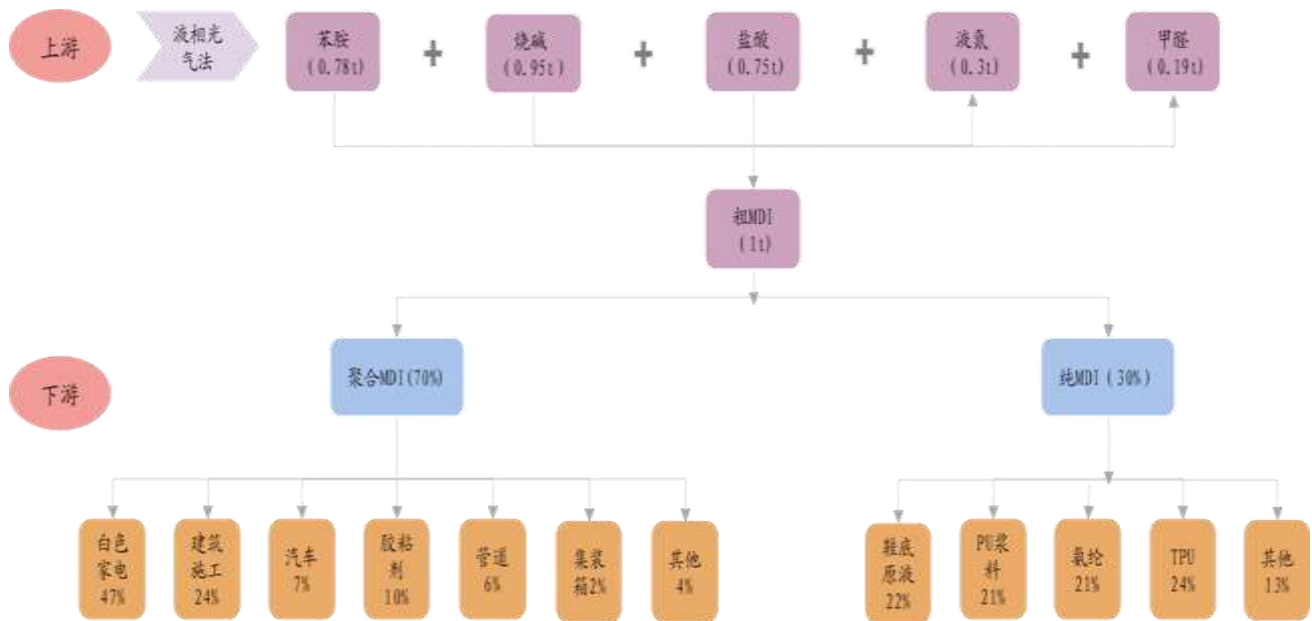 上游
液相光
气法
苯胺
(0.78t)
烧碱
(0.95t)
盐酸
(0.75t)
液氯
(0.3t)
甲醛
(0.19t)
粗MDI
(1t)
下游
聚合MDI(70%)
纯MDI(30%)
白色
家电
47%
建筑
施工
24%
汽车
7%
胶粘
剂
10%
管道
6%
集装
箱2%
其他
4%
鞋底
原液
22%
PU浆
料
21%
氨纶
21%
TPU
24%
其他
13%